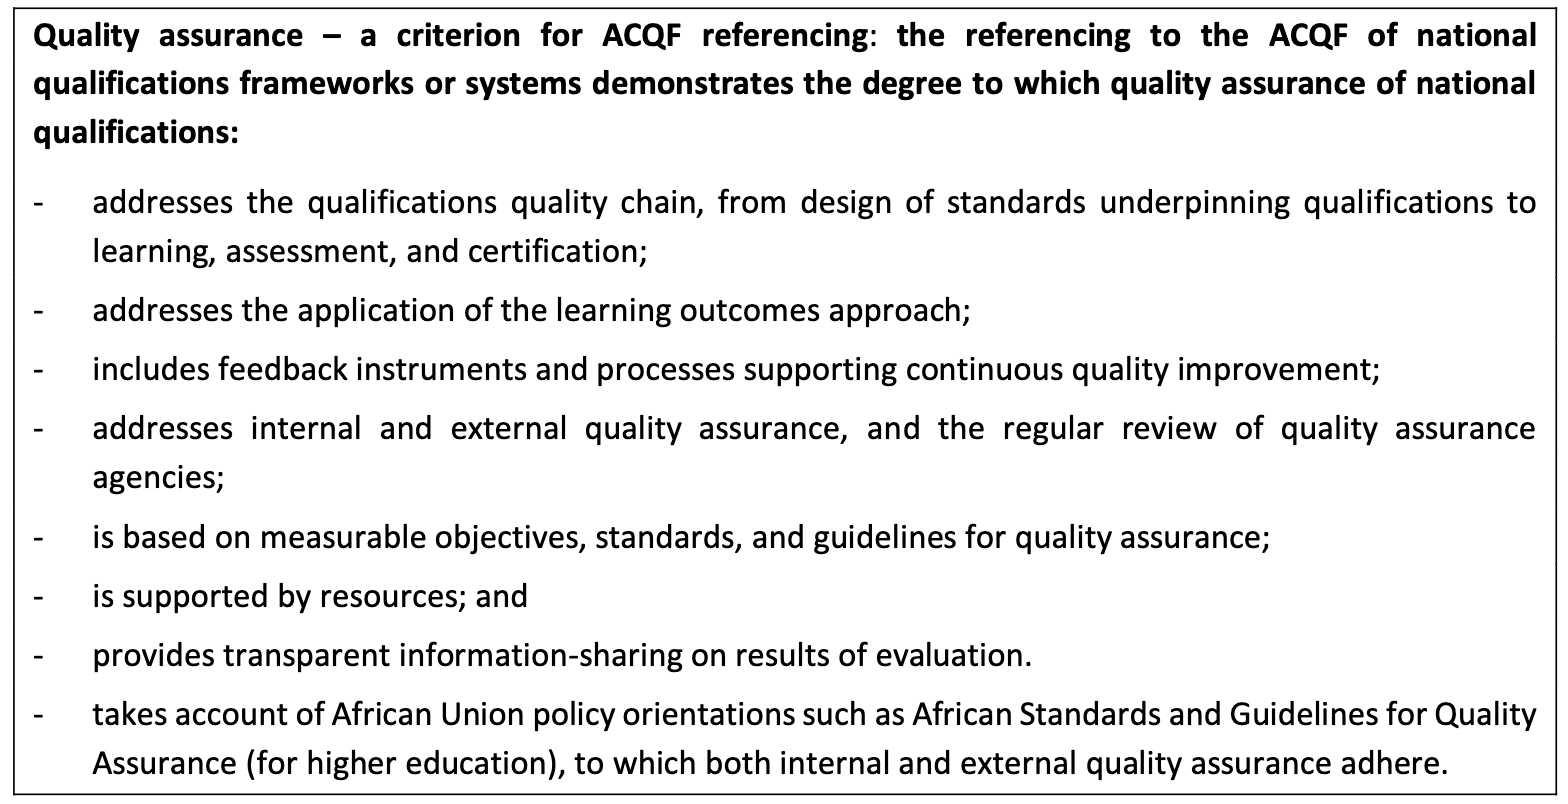 Quality assurance – a criterion for ACQF referencing: the referencing to the ACQF of national
qualifications frameworks or systems demonstrates the degree to which quality assurance of national
qualifications:
- addresses the qualifications quality chain, from design of standards underpinning qualifications to
learning, assessment, and certification;
- addresses the application of the learning outcomes approach;
- includes feedback instruments and processes supporting continuous quality improvement;
- addresses internal and external quality assurance, and the regular review of quality assurance
agencies;
- is based on measurable objectives, standards, and guidelines for quality assurance;
- is supported by resources; and
- provides transparent information-sharing on results of evaluation.
- takes account of African Union policy orientations such as African Standards and Guidelines for Quality
Assurance (for higher education), to which both internal and external quality assurance adhere.